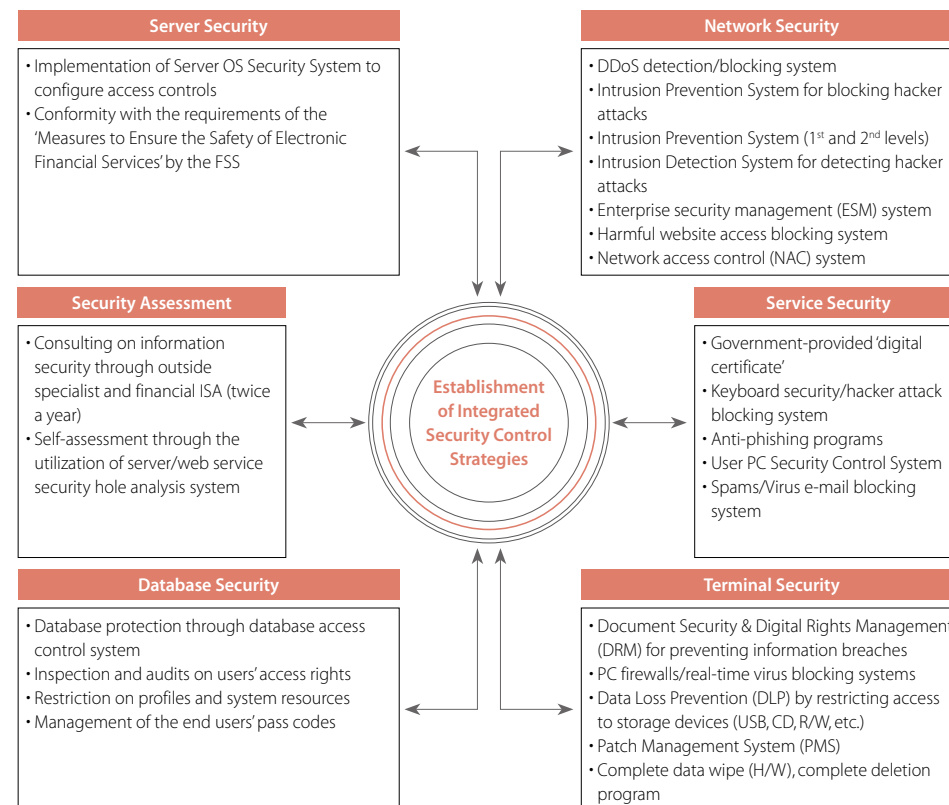 Server Security
• Implementation of Server OS Security System to
configure access controls
• Conformity with the requirements of the
‘Measures to Ensure the Safety of Electronic
Financial Services’ by the FSS
Network Security
• DDoS detection/blocking system
• Intrusion Prevention System for blocking hacker
attacks
• Intrusion Prevention System (1st and 2nd levels)
• Intrusion Detection System for detecting hacker
attacks
• Enterprise security management (ESM) system
• Harmful website access blocking system
• Network access control (NAC) system
Security Assessment
• Consulting on information
security through outside
specialist and financial ISA (twice
a year)
• Self-assessment through the
utilization of server/web service
security hole analysis system
Establishment
of Integrated
Security Control
Strategies
Service Security
• Government-provided ‘digital
certificate’
• Keyboard security/hacker attack
blocking system
• Anti-phishing programs
• User PC Security Control System
• Spams/Virus e-mail blocking
system
Database Security
• Database protection through database access
control system
• Inspection and audits on users’ access rights
• Restriction on profiles and system resources
• Management of the end users’ pass codes
Terminal Security
• Document Security & Digital Rights Management
(DRM) for preventing information breaches
• PC firewalls/real-time virus blocking systems
• Data Loss Prevention (DLP) by restricting access
to storage devices (USB, CD, R/W, etc.)
• Patch Management System (PMS)
• Complete data wipe (H/W), complete deletion
program